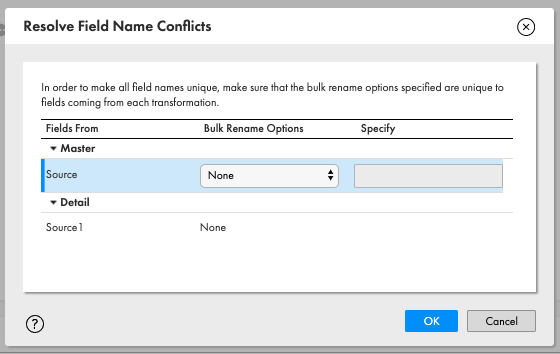 Resolve Field Name Conflicts
In order to make all field names unique, make sure that the bulk rename options specified are unique to
fields coming from each transformation.
Fields From Bulk Rename Options Specify
Master
Source None
Detail
Source1 None
? OK Cancel